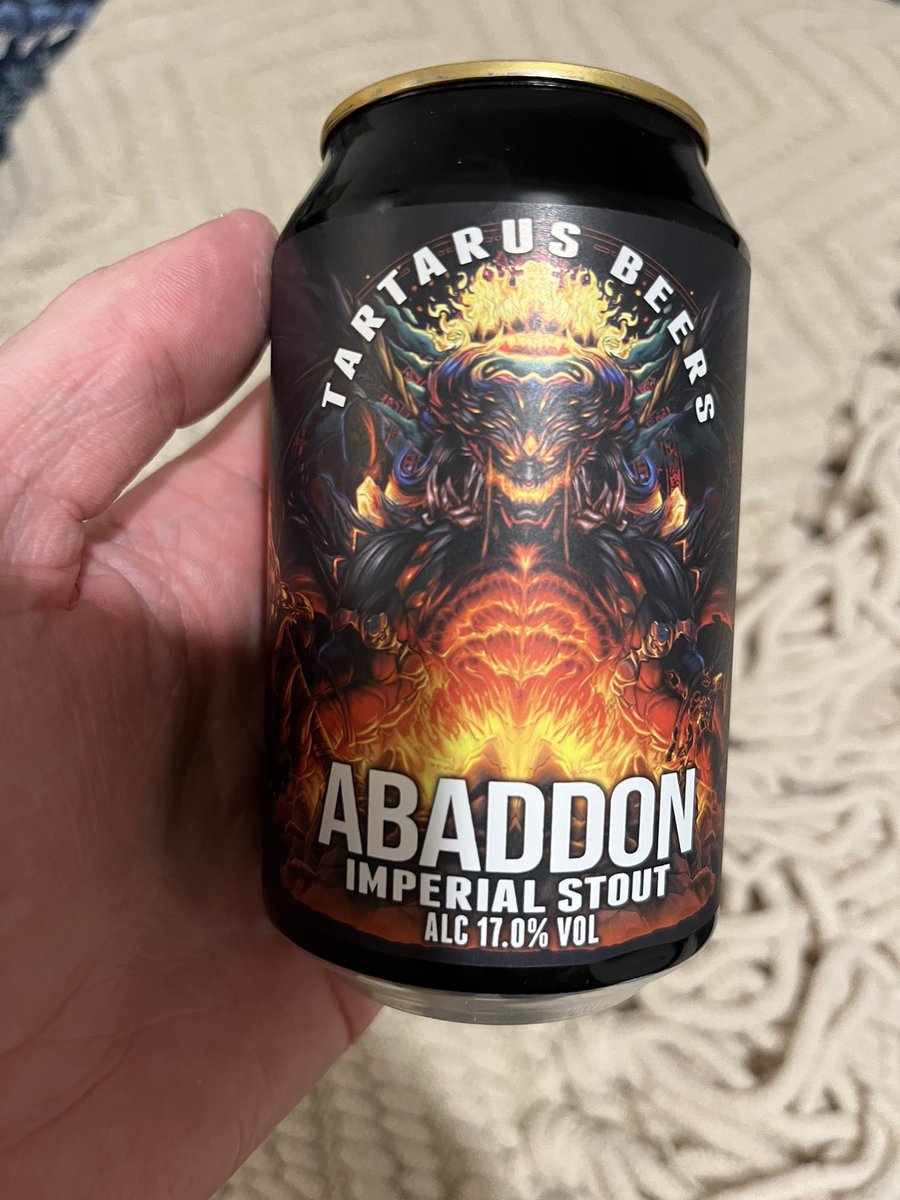 TARTARUS BEERS
ABADDON
IMPERIAL STOUT
ALC 17.0% VOL